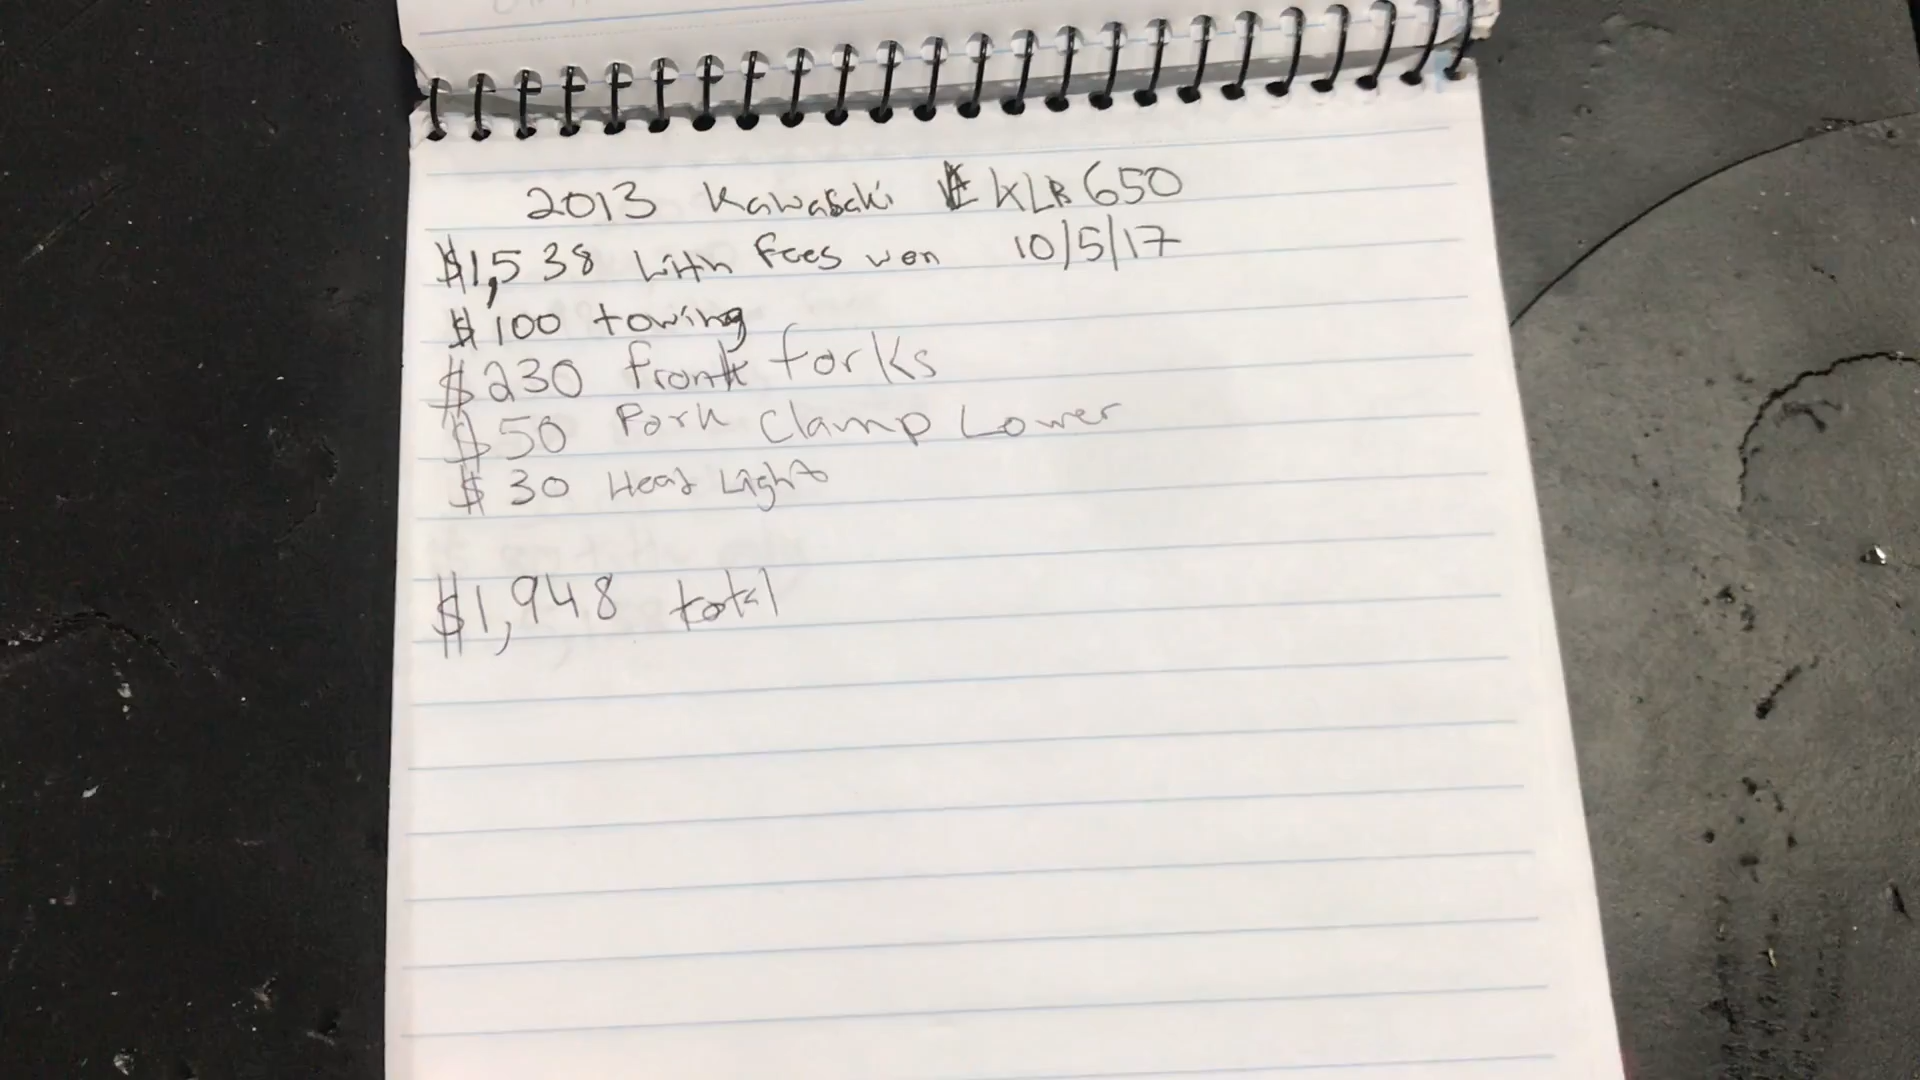 2013 Kawasaki KLR 650
$1,538 with fees won 10/5/17
$100 towing
$230 front forks
$50 Fork Clamp Lower
$30 Head Light
$1,948 total